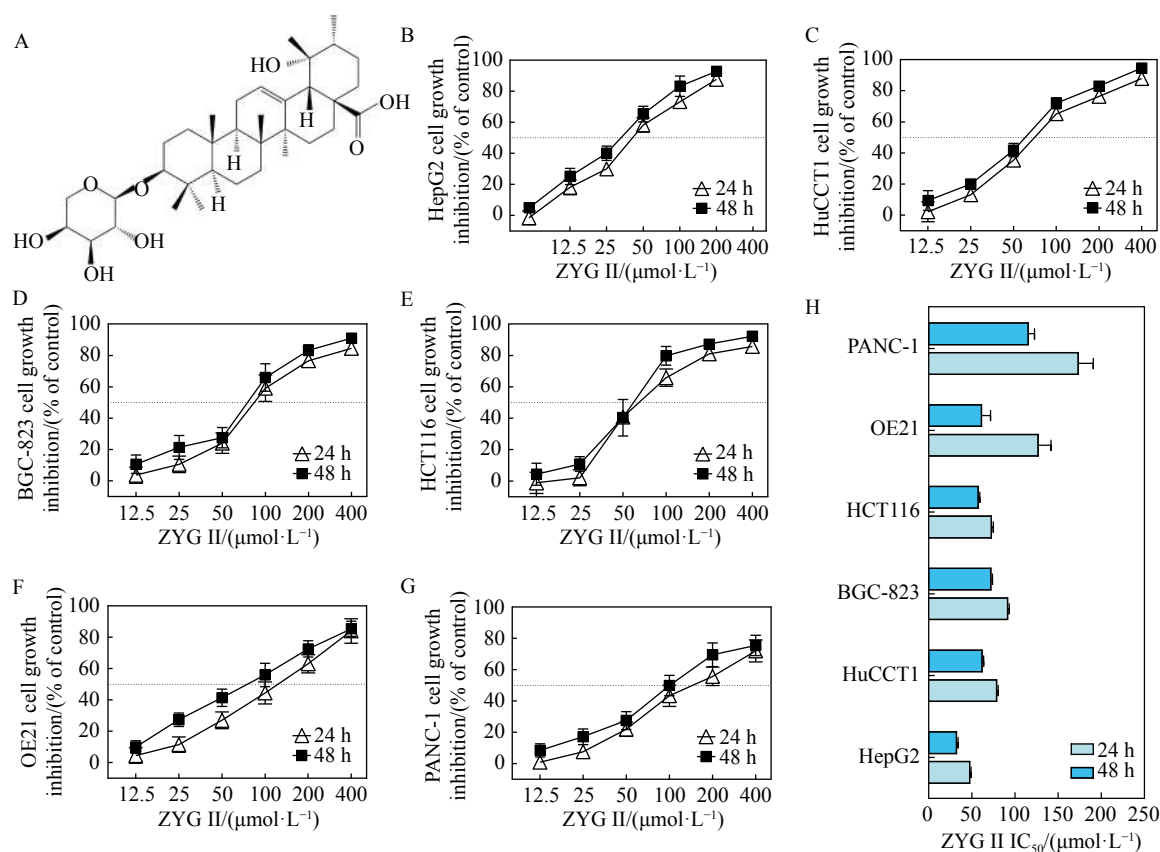 A
HO
OH
O
H
H
H
O
O
HO
OH
OH
B
HepG2 cell growth
inhibition/(% of control)
100
80
60
40
20
0
24 h
48 h
12.5 25 50 100 200
ZYG II/(μmol·L⁻¹)
C
HuCCT1 cell growth
inhibition/(% of control)
100
80
60
40
20
0
24 h
48 h
12.5 25 50 100 200 400
ZYG II/(μmol·L⁻¹)
D
BGC-823 cell growth
inhibition/(% of control)
100
80
60
40
20
0
24 h
48 h
12.5 25 50 100 200 400
ZYG II/(μmol·L⁻¹)
E
HCT116 cell growth
inhibition/(% of control)
100
80
60
40
20
0
24 h
48 h
12.5 25 50 100 200 400
ZYG II/(μmol·L⁻¹)
F
OE21 cell growth
inhibition/(% of control)
100
80
60
40
20
0
24 h
48 h
12.5 25 50 100 200 400
ZYG II/(μmol·L⁻¹)
G
PANC-1 cell growth
inhibition/(% of control)
100
80
60
40
20
0
24 h
48 h
12.5 25 50 100 200 400
ZYG II/(μmol·L⁻¹)
H
PANC-1
OE21
HCT116
BGC-823
HuCCT1
HepG2
24 h
48 h
0 50 100 150 200 250
ZYG II IC₅₀/(μmol·L⁻¹)